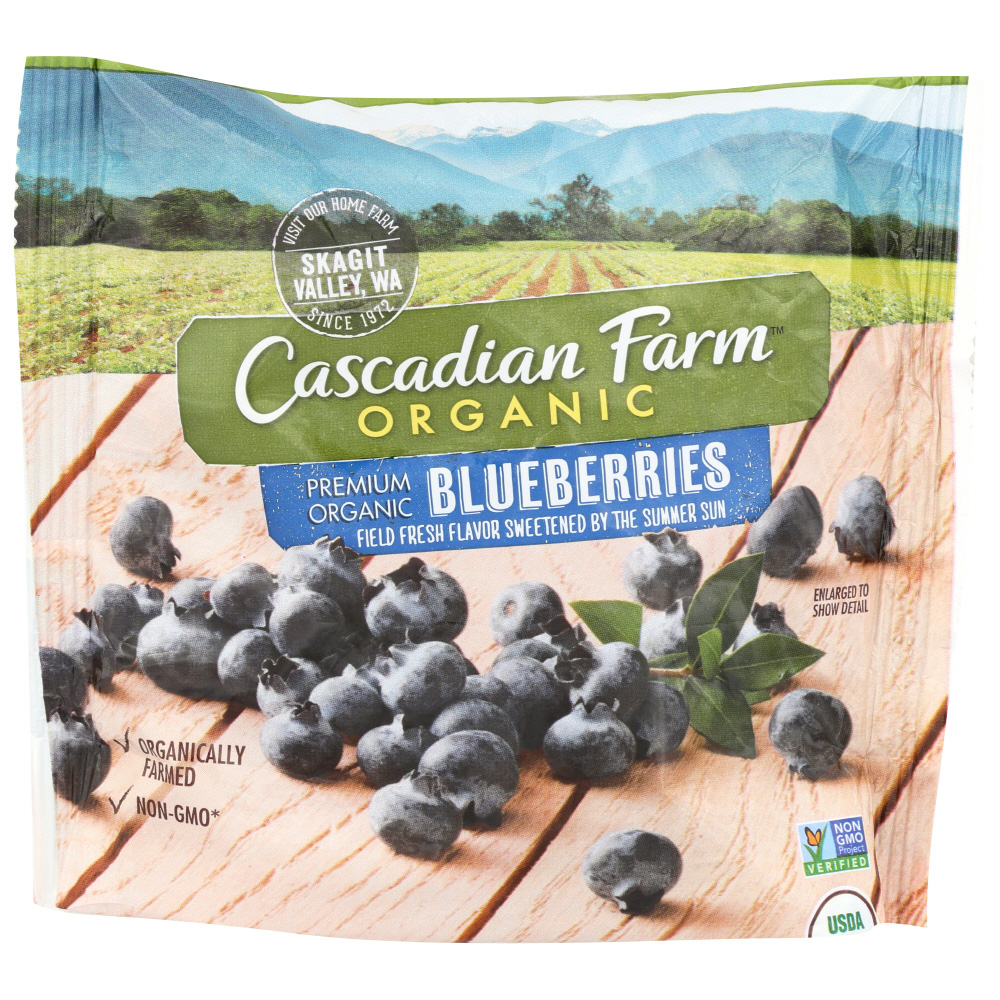 VISIT OUR HOME FARM
SKAGIT
VALLEY, WA
SINCE 1972
Cascadian Farm™
ORGANIC
PREMIUM
ORGANIC
BLUEBERRIES
FIELD FRESH FLAVOR SWEETENED BY THE SUMMER SUN
ENLARGED TO
SHOW DETAIL
✓ ORGANICALLY
FARMED
✓ NON-GMO*
NON
GMO
Project
VERIFIED
USDA